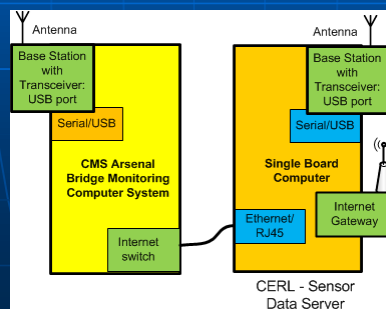 Antenna
Base Station
with
Transceiver:
USB port
Serial/USB
CMS Arsenal
Bridge Monitoring
Computer System
Internet
switch
Antenna
Base Station
with
Transceiver:
USB port
Serial/USB
Single Board
Computer
Internet
Gateway
Ethernet/
RJ45
CERL - Sensor
Data Server